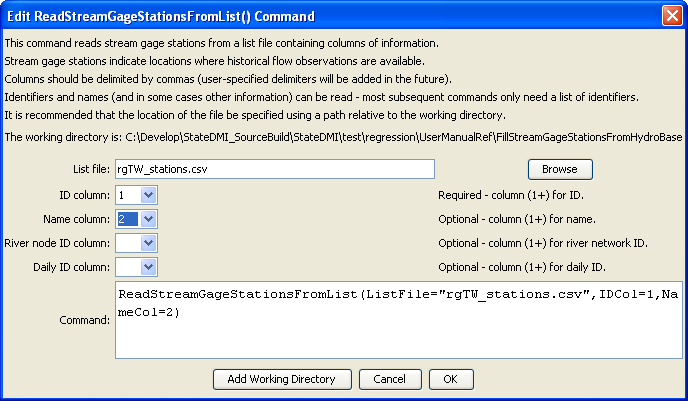 Edit ReadStreamGageStationsFromList() Command
This command reads stream gage stations from a list file containing columns of information.
Stream gage stations indicate locations where historical flow observations are available.
Columns should be delimited by commas (user-specified delimiters will be added in the future).
Identifiers and names (and in some cases other information) can be read - most subsequent commands only need a list of identifiers.
It is recommended that the location of the file be specified using a path relative to the working directory.
The working directory is: C:\Develop\StateDMI_SourceBuild\StateDMI\test\regression\UserManualRef\FillStreamGageStationsFromHydroBase
List file: rgTW_stations.csv Browse
ID column: 1 Required - column (1+) for ID.
Name column: 2 Optional - column (1+) for name.
River node ID column: Optional - column (1+) for river network ID.
Daily ID column: Optional - column (1+) for daily ID.
Command: ReadStreamGageStationsFromList(ListFile="rgTW_stations.csv",IDCol=1,Na
meCol=2)
Add Working Directory Cancel OK